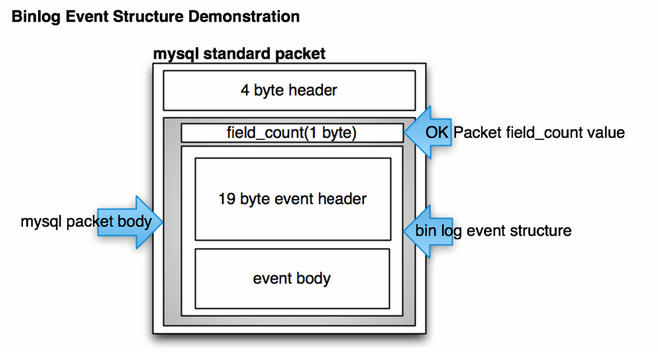 Binlog Event Structure Demonstration
mysql standard packet
4 byte header
field_count(1 byte)
OK Packet field_count value
19 byte event header
mysql packet body
bin log event structure
event body